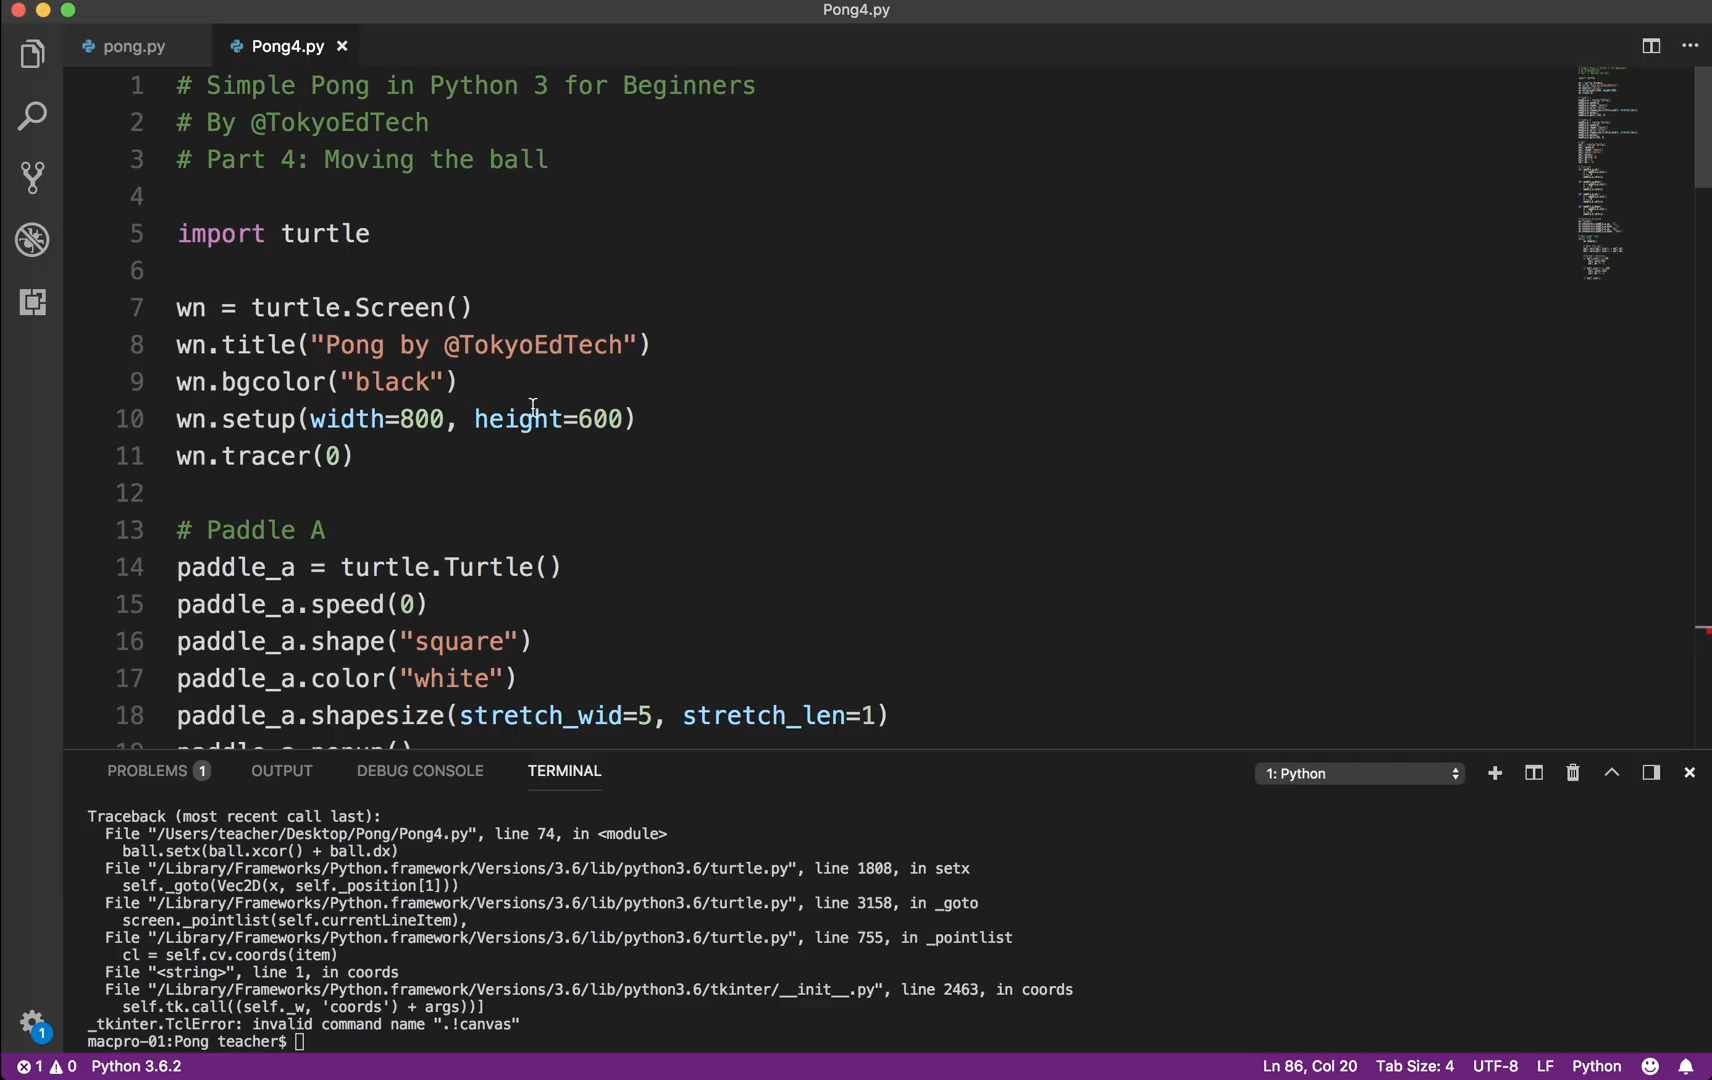 Pong4.py
pong.py
Pong4.py
1 # Simple Pong in Python 3 for Beginners
2 # By @TokyoEdTech
3 # Part 4: Moving the ball
4
5 import turtle
6
7 wn = turtle.Screen()
8 wn.title("Pong by @TokyoEdTech")
9 wn.bgcolor("black")
10 wn.setup(width=800, height=600)
11 wn.tracer(0)
12
13 # Paddle A
14 paddle_a = turtle.Turtle()
15 paddle_a.speed(0)
16 paddle_a.shape("square")
17 paddle_a.color("white")
18 paddle_a.shapesize(stretch_wid=5, stretch_len=1)
19 paddle_a.penup()
PROBLEMS 1 OUTPUT DEBUG CONSOLE TERMINAL 1: Python
Traceback (most recent call last):
File "/Users/teacher/Desktop/Pong/Pong4.py", line 74, in <module>
ball.setx(ball.xcor() + ball.dx)
File "/Library/Frameworks/Python.framework/Versions/3.6/lib/python3.6/turtle.py", line 1808, in setx
self._goto(Vec2D(x, self._position[1]))
File "/Library/Frameworks/Python.framework/Versions/3.6/lib/python3.6/turtle.py", line 3158, in _goto
screen._pointlist(self.currentLineItem),
File "/Library/Frameworks/Python.framework/Versions/3.6/lib/python3.6/turtle.py", line 755, in _pointlist
cl = self.cv.coords(item)
File "<string>", line 1, in coords
File "/Library/Frameworks/Python.framework/Versions/3.6/lib/python3.6/tkinter/__init__.py", line 2463, in coords
self.tk.call((self._w, 'coords') + args))]
_tkinter.TclError: invalid command name ".!canvas"
macpro-01:Pong teacher$
1
1 0 Python 3.6.2 Ln 86, Col 20 Tab Size: 4 UTF-8 LF Python